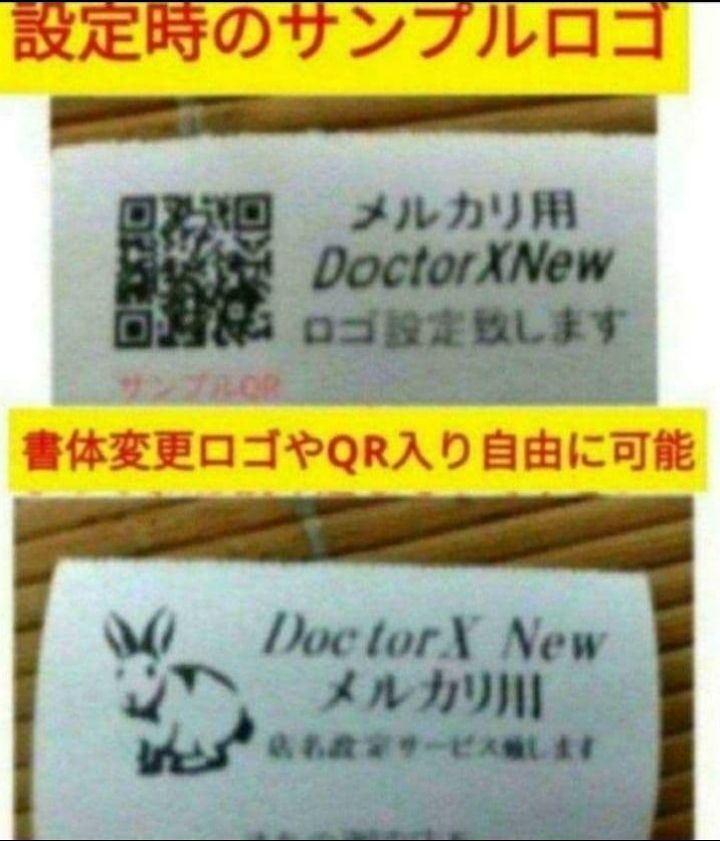 設定時のサンプルロゴ
メルカリ用
DoctorXNew
ロゴ設定致します
サンプルQR
書体変更ロゴやQR入り自由に可能
DoctorX New
メルカリ用
店名設定サービス致します